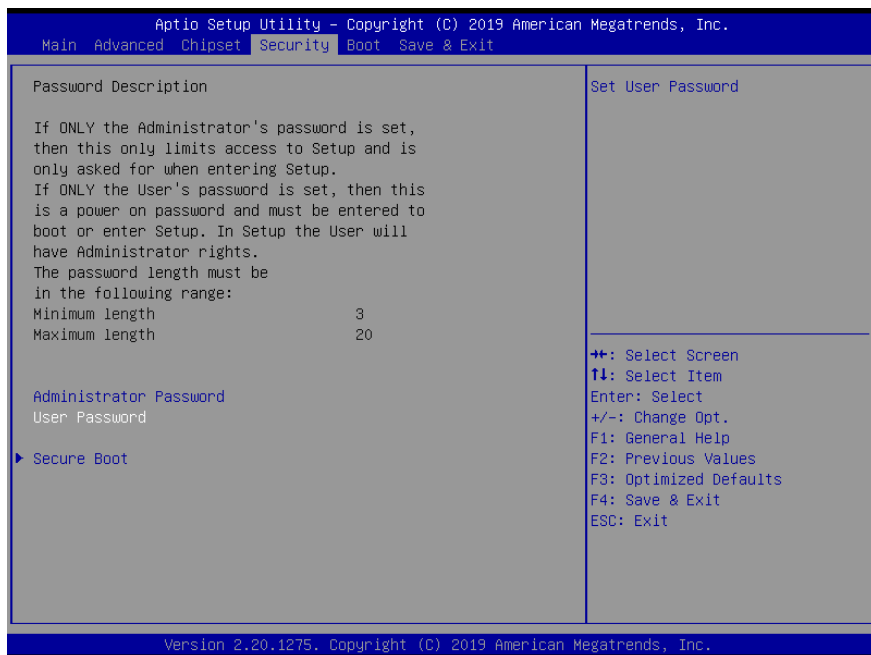 Aptio Setup Utility – Copyright (C) 2019 American Megatrends, Inc.
Main Advanced Chipset Security Boot Save & Exit
Password Description
If ONLY the Administrator's password is set,
then this only limits access to Setup and is
only asked for when entering Setup.
If ONLY the User's password is set, then this
is a power on password and must be entered to
boot or enter Setup. In Setup the User will
have Administrator rights.
The password length must be
in the following range:
Minimum length 3
Maximum length 20
Administrator Password
User Password
Secure Boot
Set User Password
→←: Select Screen
↑↓: Select Item
Enter: Select
+/-: Change Opt.
F1: General Help
F2: Previous Values
F3: Optimized Defaults
F4: Save & Exit
ESC: Exit
Version 2.20.1275. Copyright (C) 2019 American Megatrends, Inc.